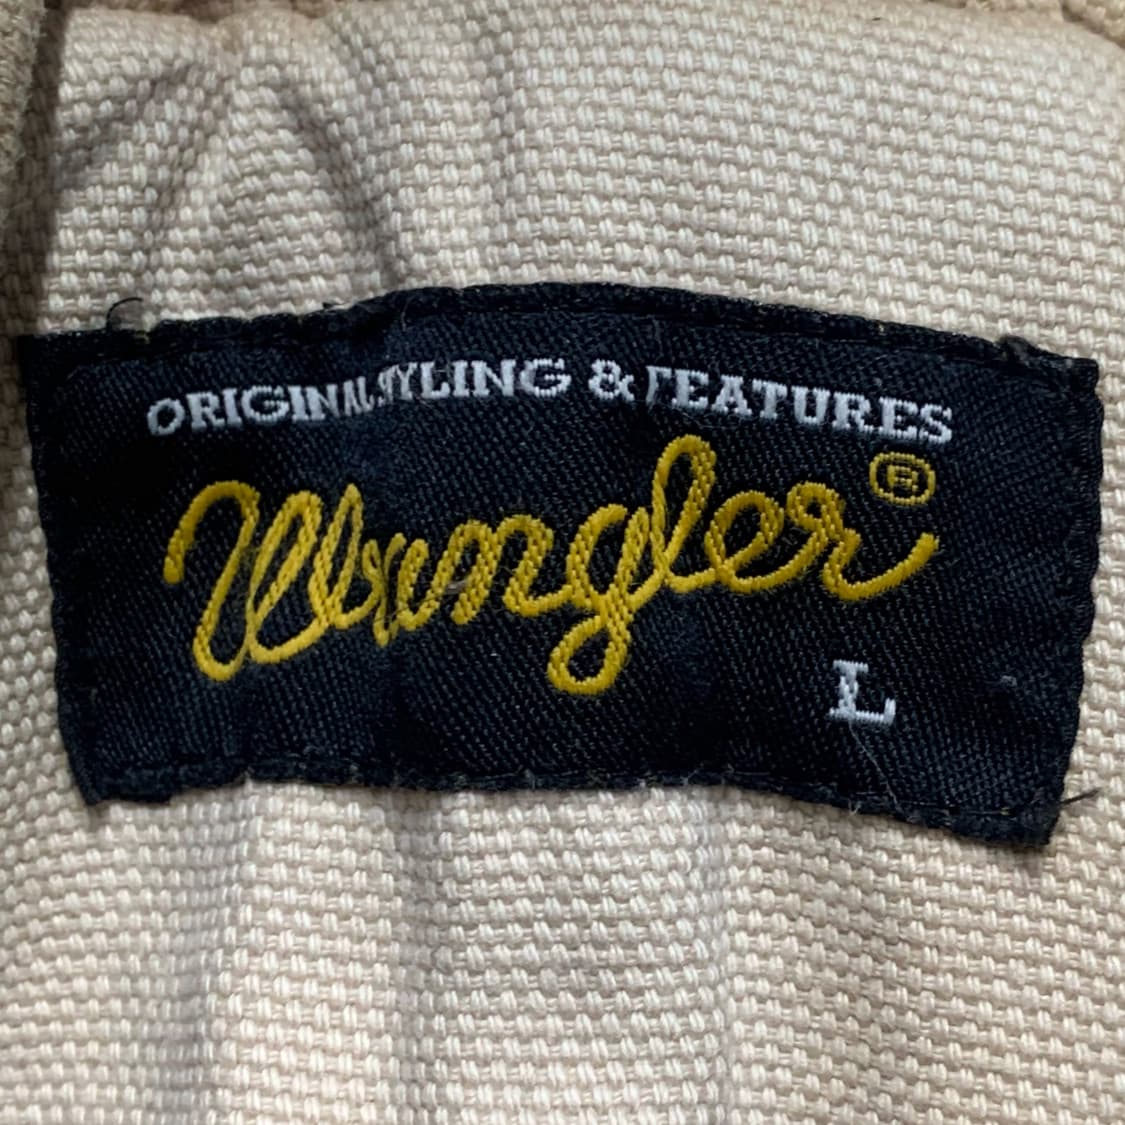 ORIGINAL STYLING & FEATURES
Wrangler®
L